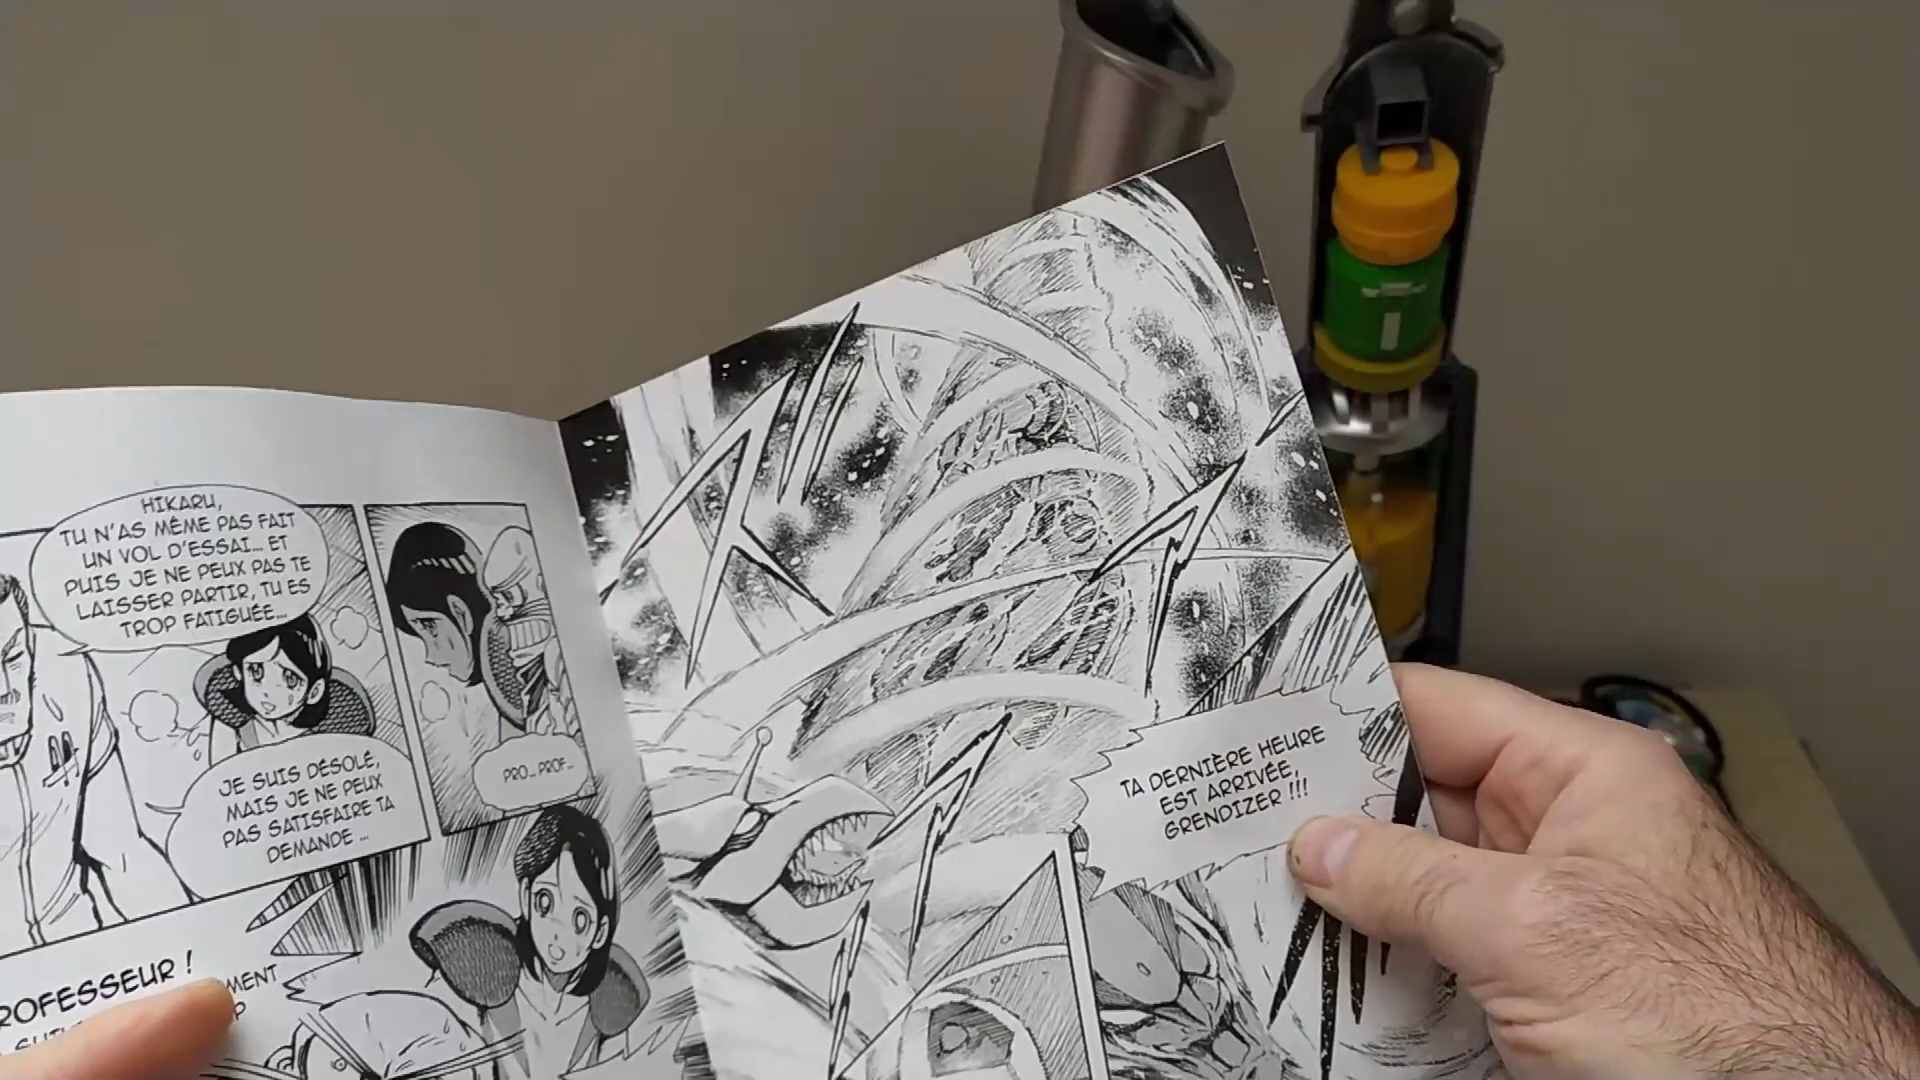 HIKARU,
TU N'AS MÊME PAS FAIT
UN VOL D'ESSAI... ET
PUIS JE NE PEUX PAS TE
LAISSER PARTIR, TU ES
TROP FATIGUÉE...
JE SUIS DÉSOLÉ,
MAIS JE NE PEUX
PAS SATISFAIRE TA
DEMANDE ...
PRO... PROF...
ROFESSEUR !
MENT
TA DERNIÈRE HEURE
EST ARRIVÉE,
GRENDIZER !!!